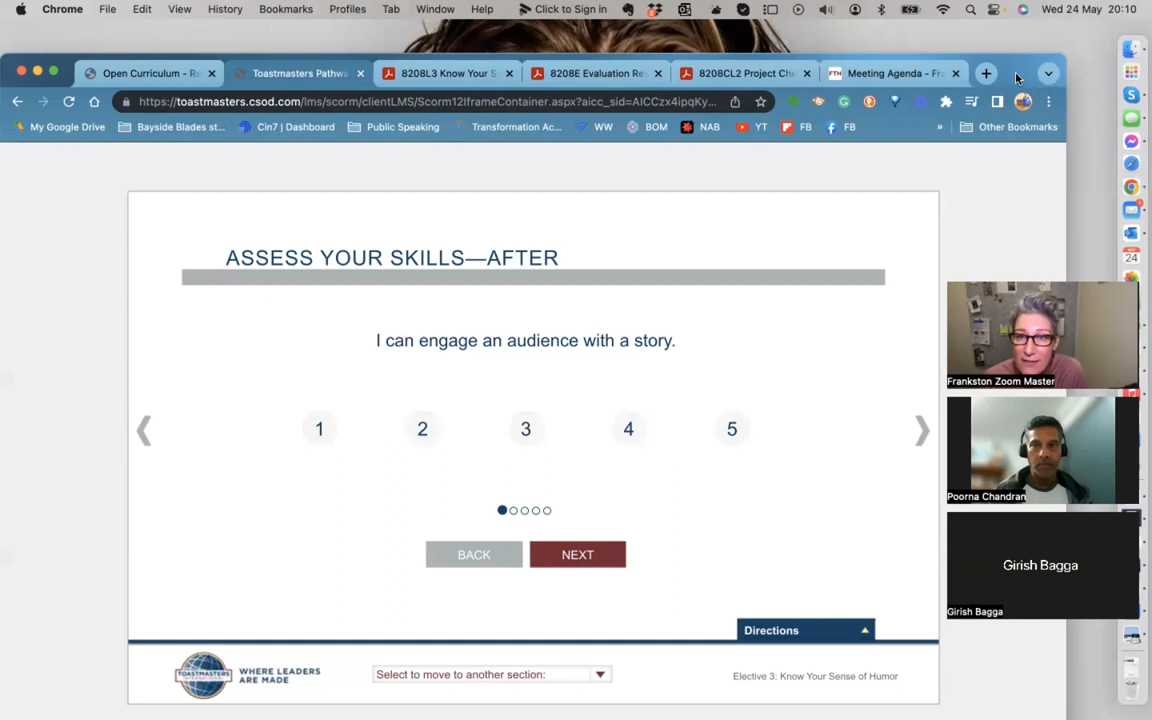 Chrome File Edit View History Bookmarks Profiles Tab Window Help Click to Sign in Wed 24 May 20:10
Open Curriculum - Re
Toastmasters Pathw
8208L3 Know Your S
8208E Evaluation Re
8208CL2 Project Che
Meeting Agenda - Fra
https://toastmasters.csod.com/lms/scorm/clientLMS/Scorm12IframeContainer.aspx?aicc_sid=AICCzx4ipqKy...
My Google Drive Bayside Blades st... Cin7 | Dashboard Public Speaking Transformation Ac... WW BOM NAB YT FB FB » Other Bookmarks
ASSESS YOUR SKILLS—AFTER
I can engage an audience with a story.
1 2 3 4 5
BACK NEXT
Directions
TOASTMASTERS
WHERE LEADERS
ARE MADE
Select to move to another section:
Elective 3: Know Your Sense of Humor
Frankston Zoom Master
Poorna Chandran
Girish Bagga
Girish Bagga
24